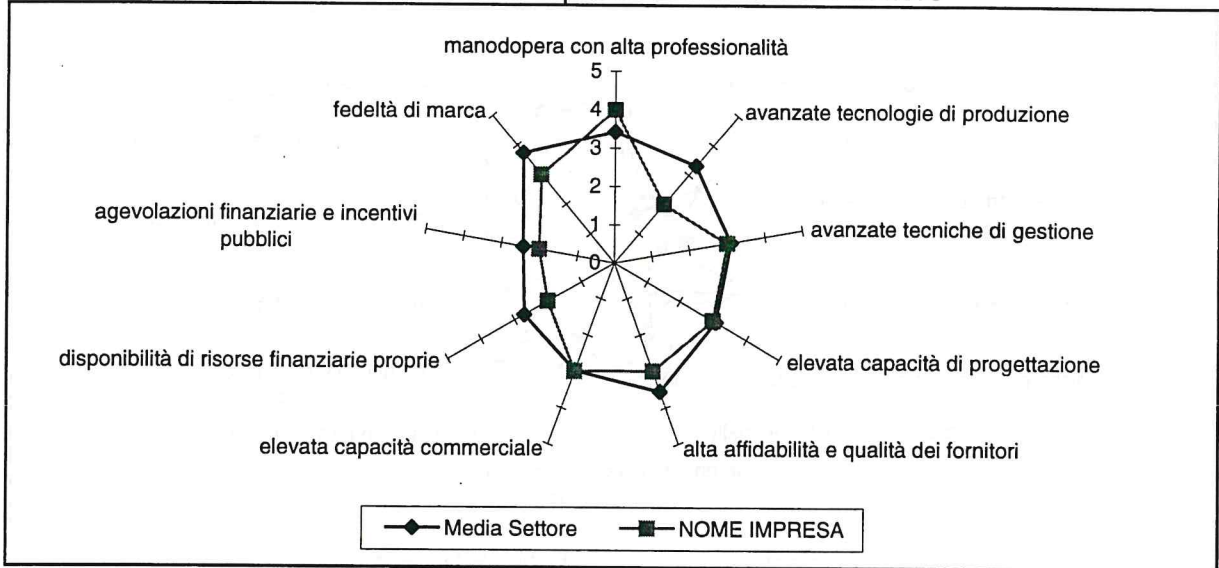 manodopera con alta professionalità
5
4
3
2
1
0
avanzate tecnologie di produzione
avanzate tecniche di gestione
elevata capacità di progettazione
alta affidabilità e qualità dei fornitori
elevata capacità commerciale
disponibilità di risorse finanziarie proprie
agevolazioni finanziarie e incentivi
pubblici
fedeltà di marca
Media Settore
NOME IMPRESA